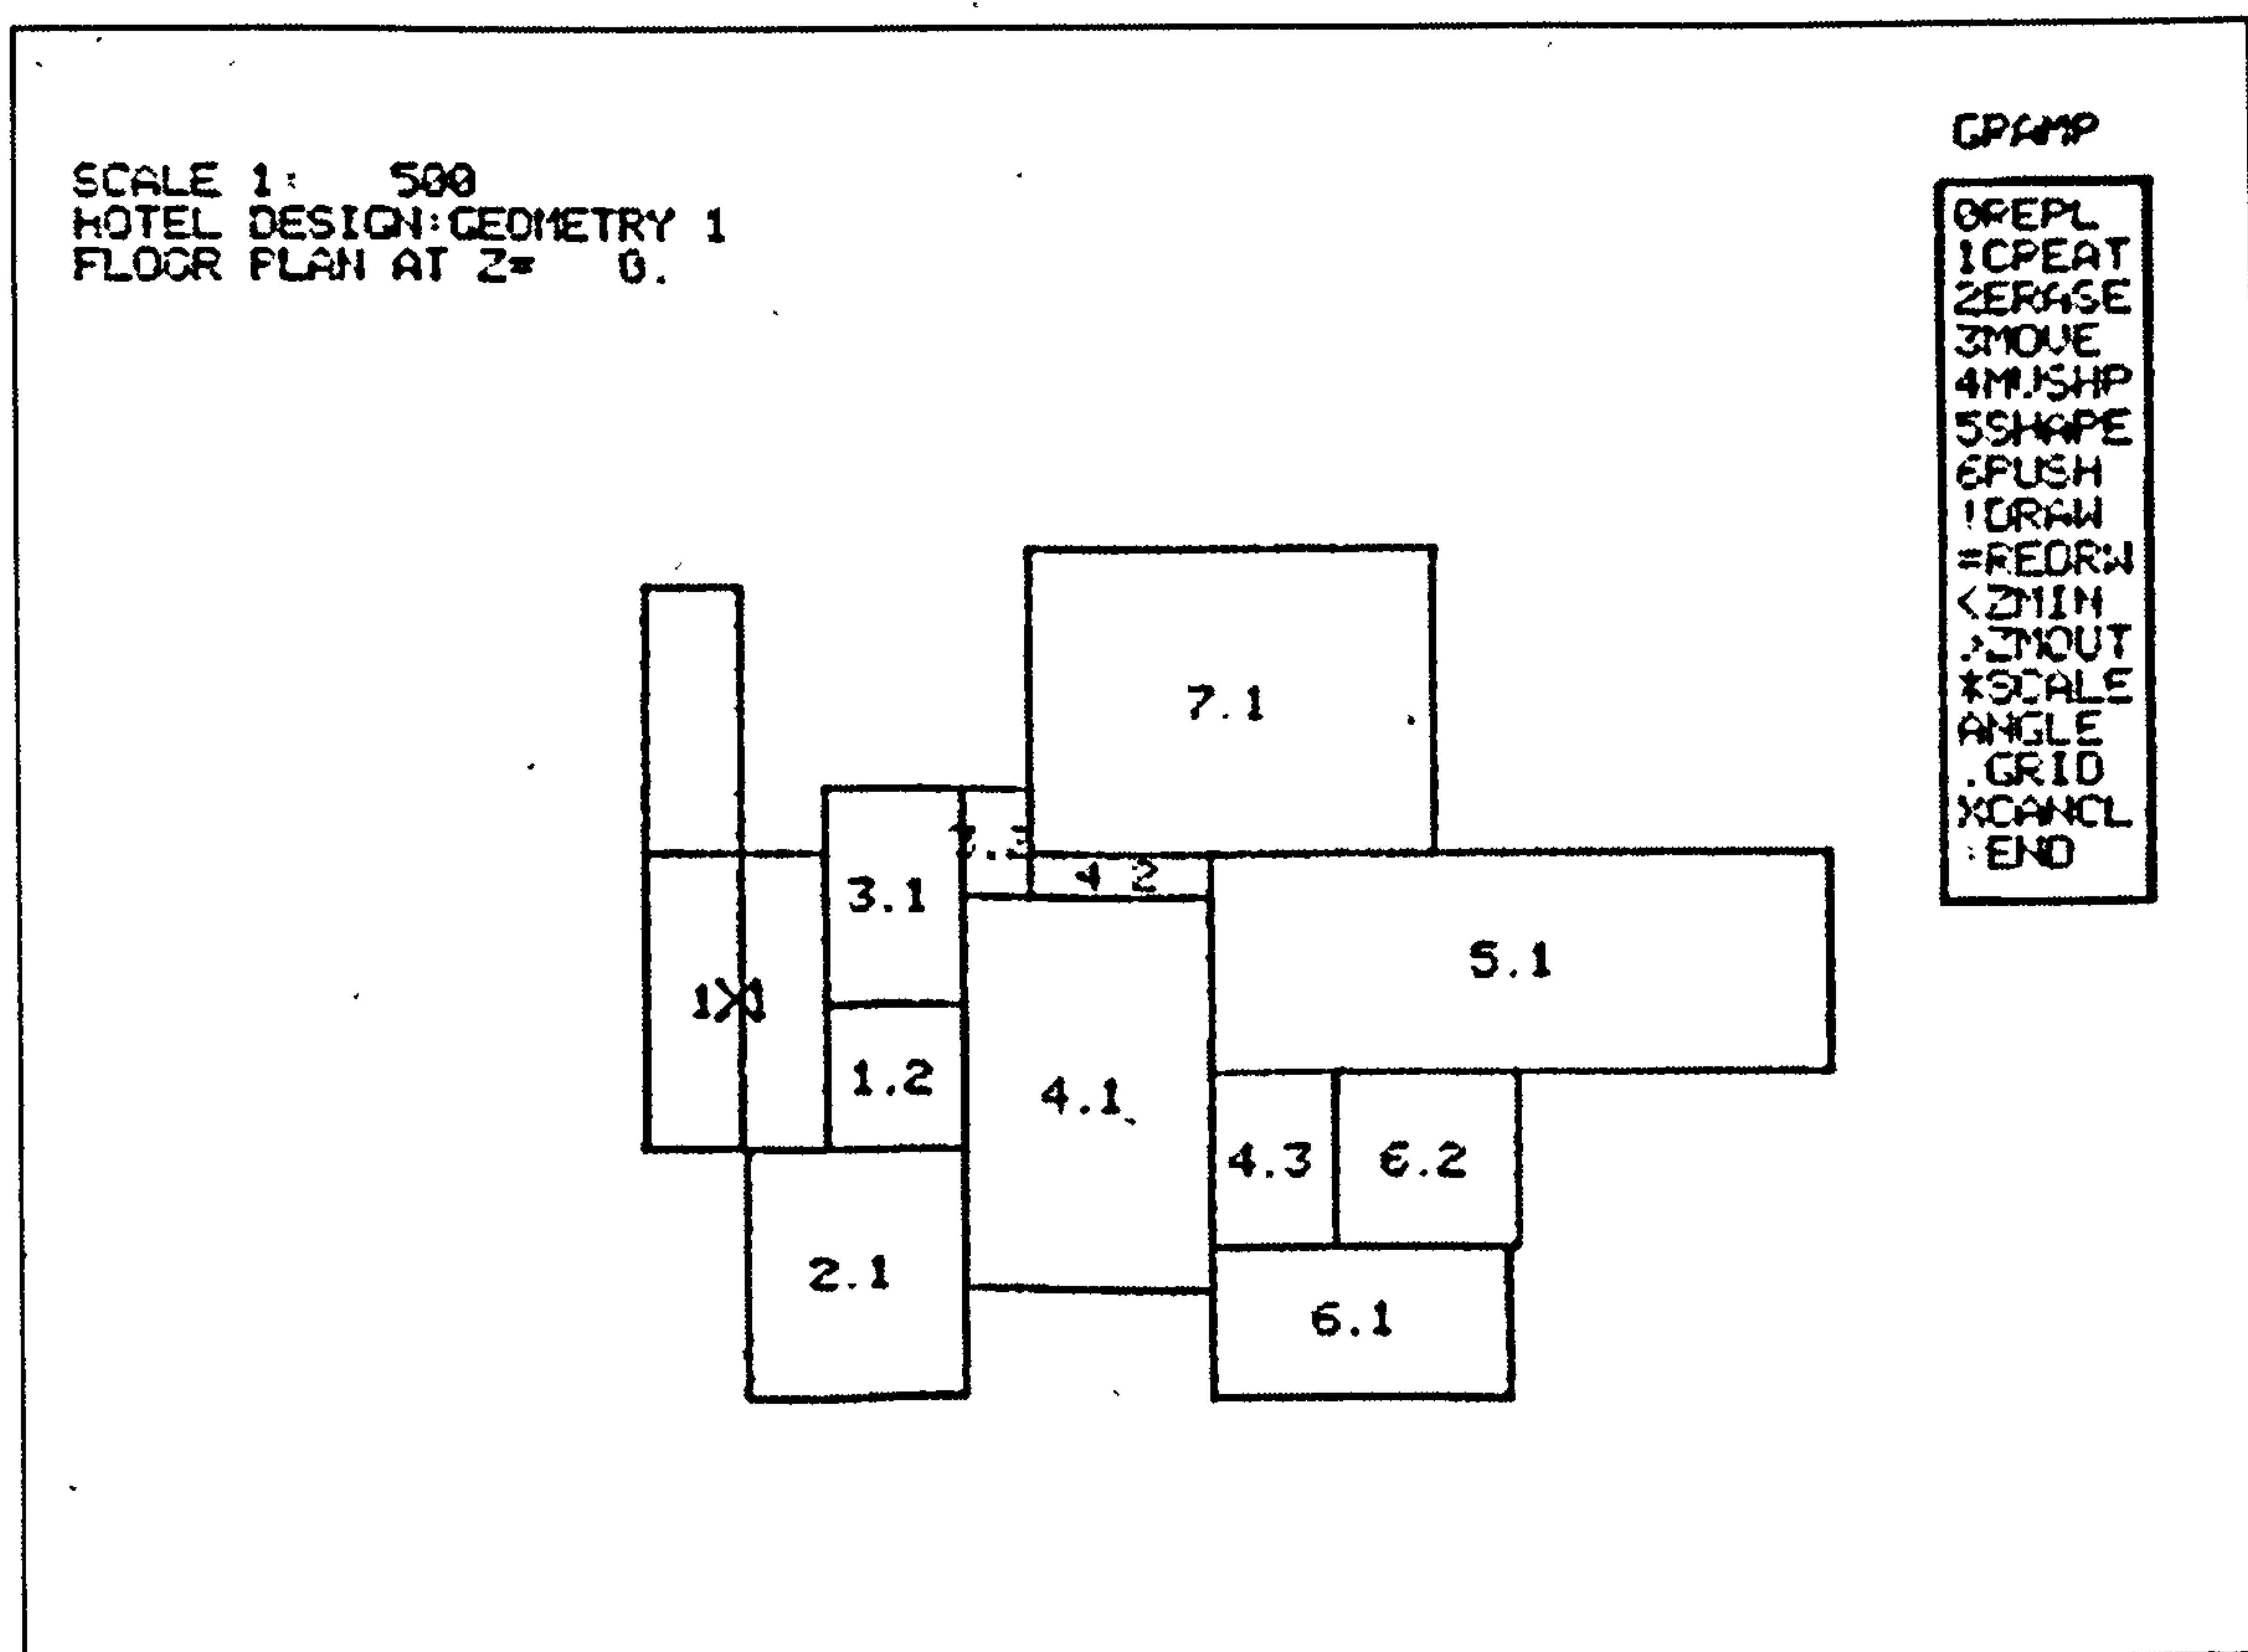 SCALE 1: 500
HOTEL DESIGN:GEOMETRY 1
FLOOR PLAN AT Z= 0.
0REPL
1CREAT
2ERASE
3MOVE
5SHAPE
6PUSH
!DRAW
=REDRW
<ZMIN
>ZMOUT
*SCALE
ANGLE
.GRID
XCANCL
:END
7.1
3.1
4.2
5.1
1.2
4.1
4.3
6.2
2.1
6.1